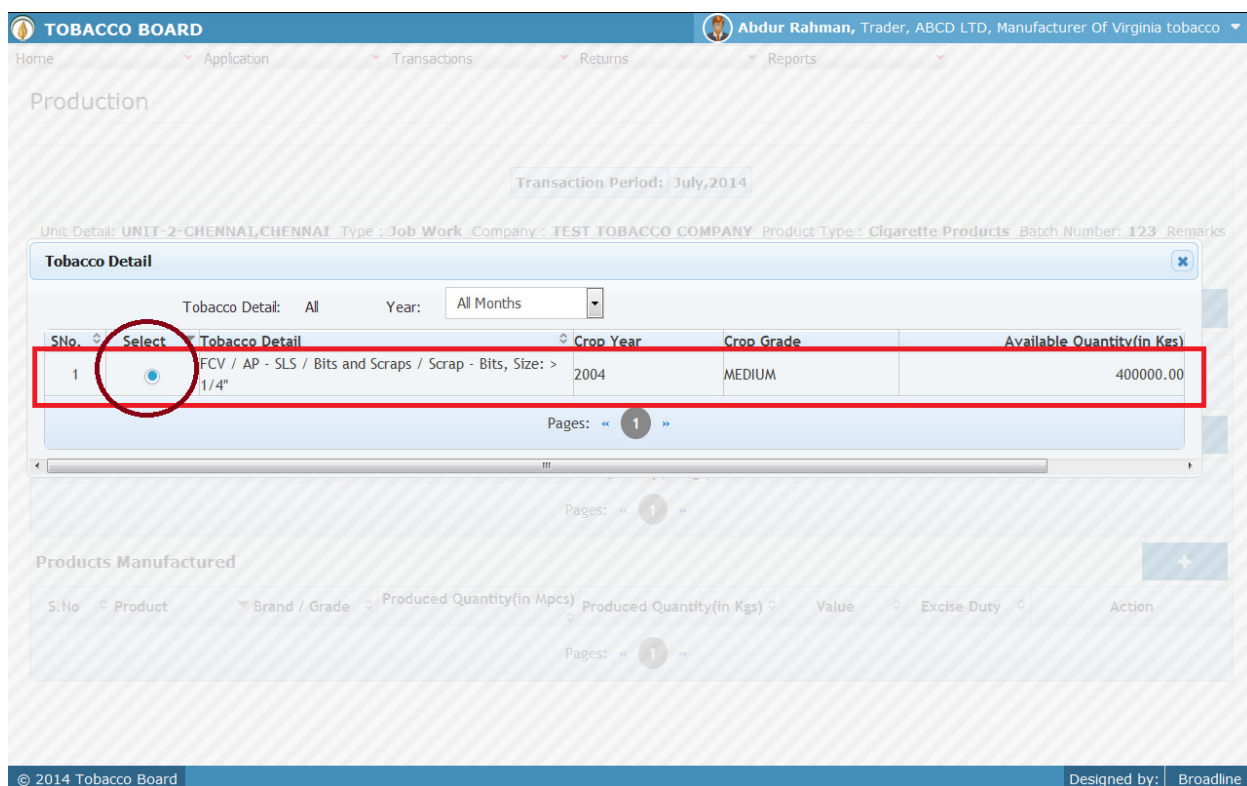 TOBACCO BOARD
Abdur Rahman, Trader, ABCD LTD, Manufacturer Of Virginia tobacco
Home Application Transactions Returns Reports
Production
Transaction Period: July,2014
Unit Detail: UNIT-2-CHENNAI,CHENNAI Type : Job Work Company : TEST TOBACCO COMPANY Product Type : Cigarette Products Batch Number: 123 Remarks
Tobacco Detail
Tobacco Detail: All Year: All Months
SNo. Select Tobacco Detail Crop Year Crop Grade Available Quantity(in Kgs)
1 FCV / AP - SLS / Bits and Scraps / Scrap - Bits, Size: > 1/4" 2004 MEDIUM 400000.00
Pages: « 1 »
Pages: « 1 »
Products Manufactured
S.No Product Brand / Grade Produced Quantity(in Mpcs) Produced Quantity(in Kgs) Value Excise Duty Action
Pages: « 1 »
© 2014 Tobacco Board Designed by: Broadline